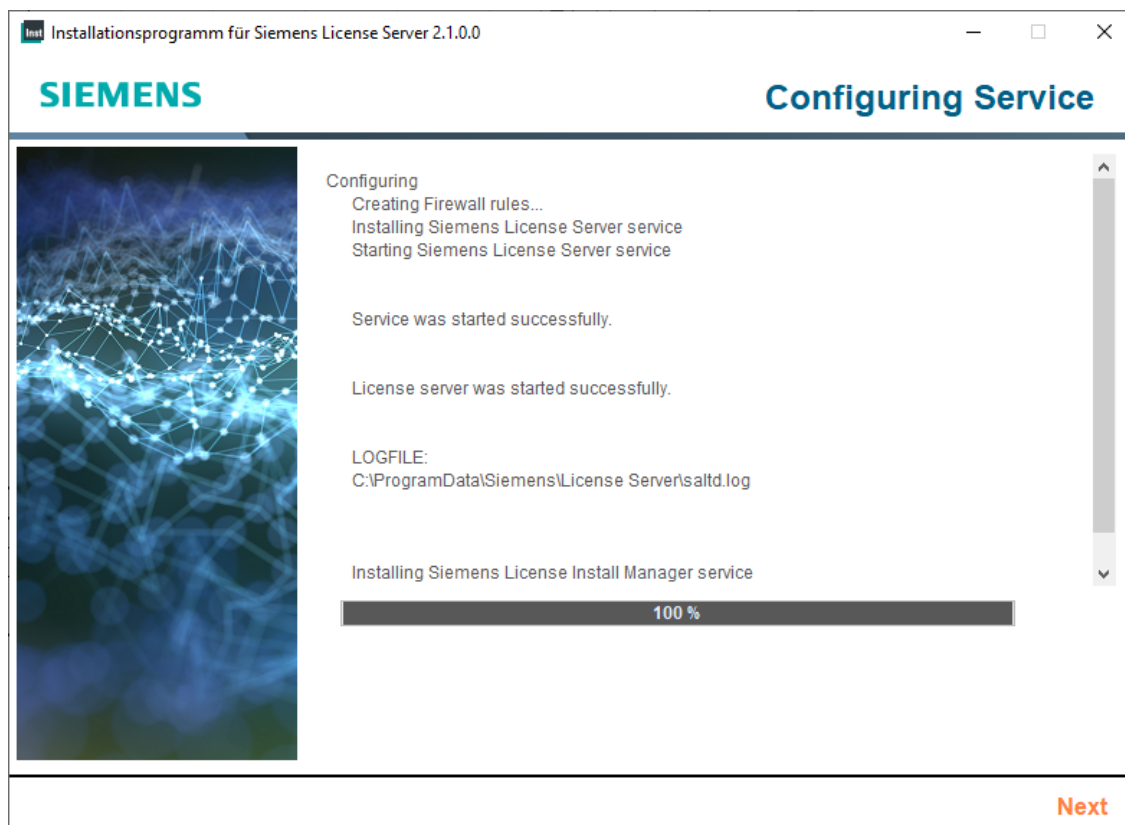 Inst Installationsprogramm für Siemens License Server 2.1.0.0
SIEMENS
Configuring Service
Configuring
Creating Firewall rules...
Installing Siemens License Server service
Starting Siemens License Server service
Service was started successfully.
License server was started successfully.
LOGFILE:
C:\ProgramData\Siemens\License Server\saltd.log
Installing Siemens License Install Manager service
100 %
Next